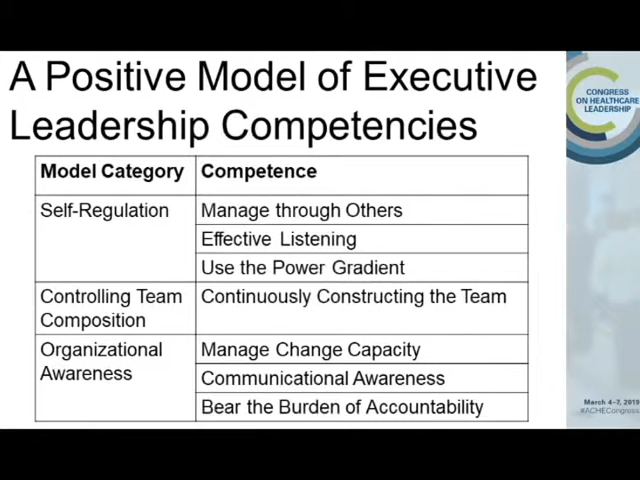 A Positive Model of Executive
Leadership Competencies
Model Category Competence
Self-Regulation Manage through Others
Effective Listening
Use the Power Gradient
Controlling Team Continuously Constructing the Team
Composition
Organizational Manage Change Capacity
Awareness
Communicational Awareness
Bear the Burden of Accountability
CONGRESS
ON HEALTHCARE
LEADERSHIP
March 4–7, 2019
#ACHECongress